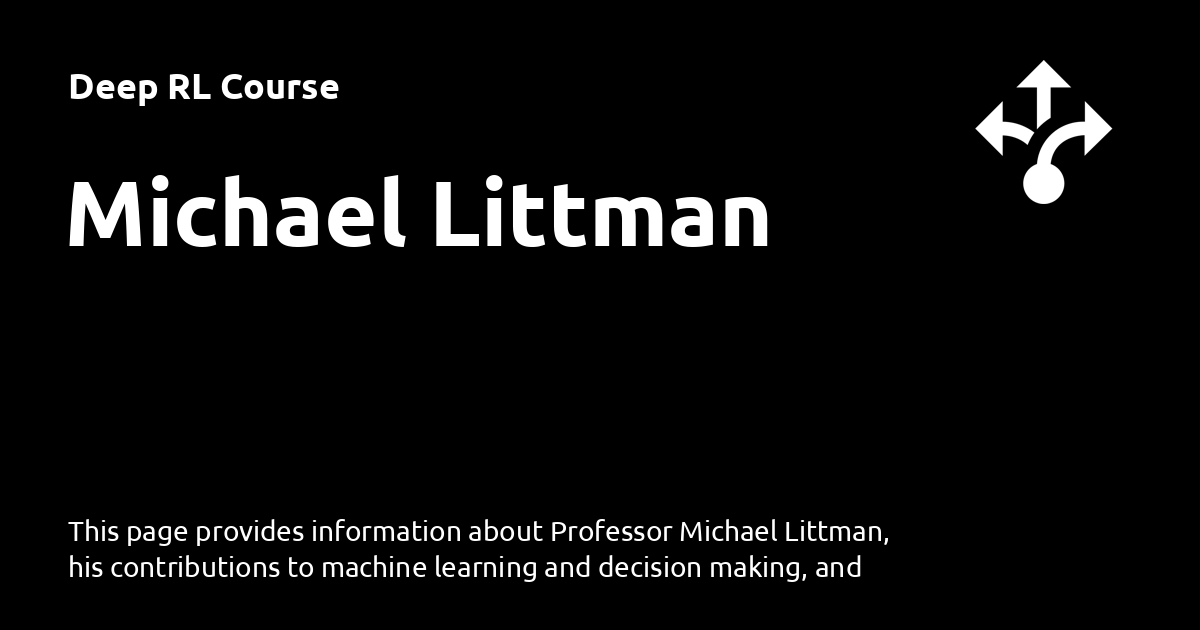 Deep RL Course
Michael Littman
This page provides information about Professor Michael Littman,
his contributions to machine learning and decision making, and